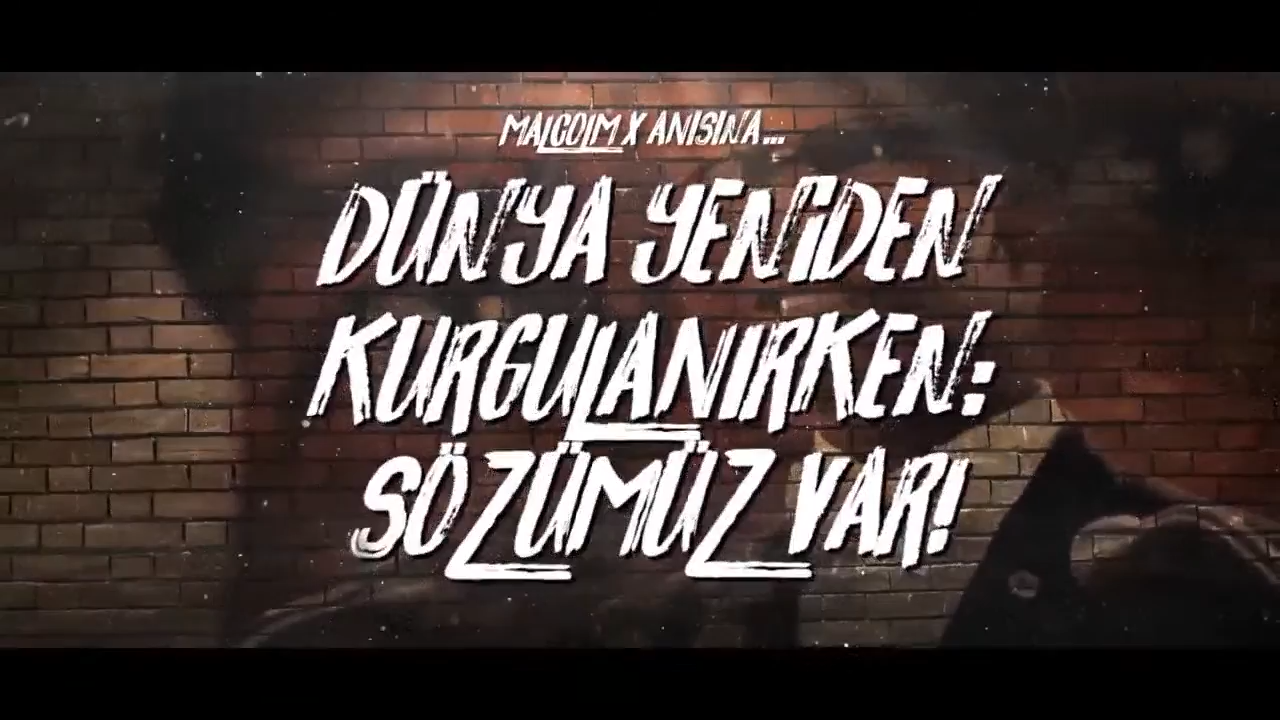 MALCOLM X ANISINA...
DÜNYA YENİDEN
KURGULANIRKEN:
SÖZÜMÜZ VAR!